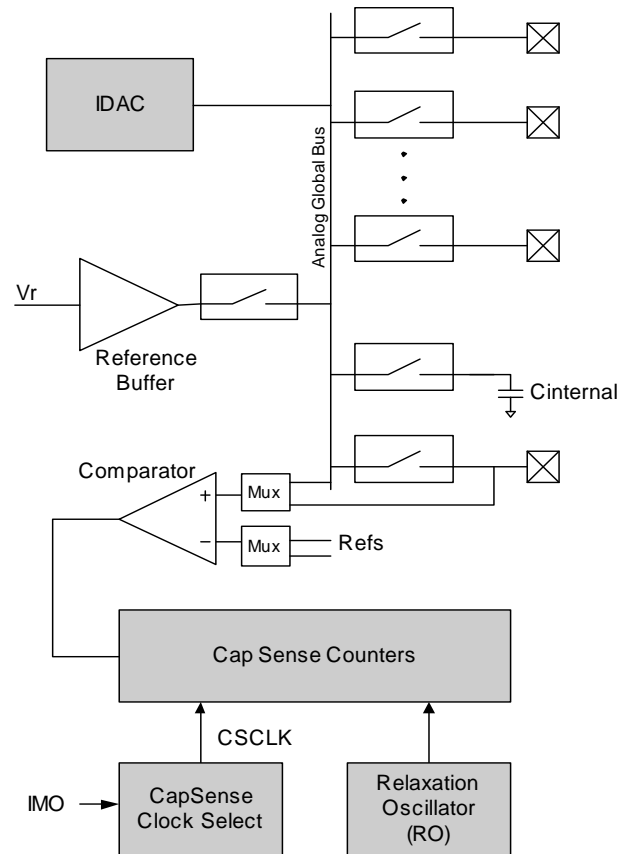 IDAC
Analog Global Bus
Vr
Reference
Buffer
Cinternal
Comparator
Mux
Mux
Refs
Cap Sense Counters
CSCLK
IMO
CapSense
Clock Select
Relaxation
Oscillator
(RO)